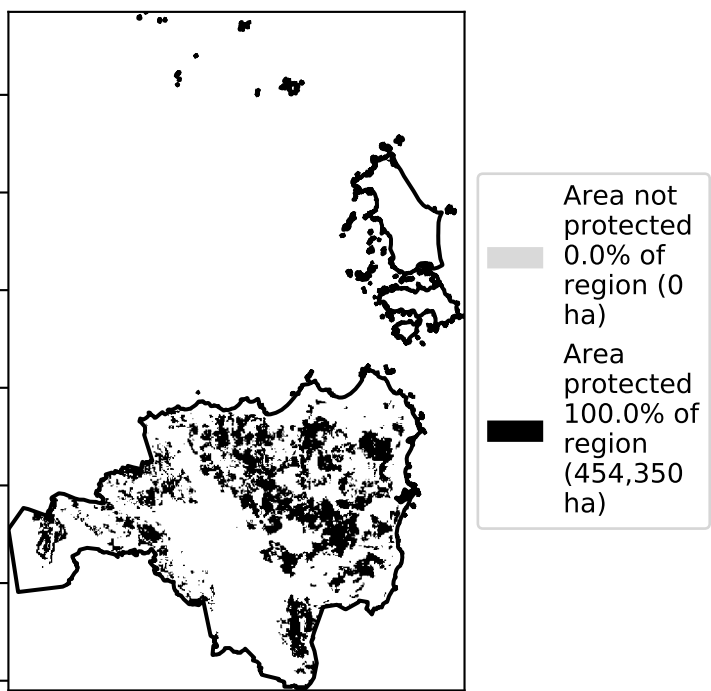 Area not
protected
0.0% of
region (0
ha)
Area
protected
100.0% of
region
(454,350
ha)